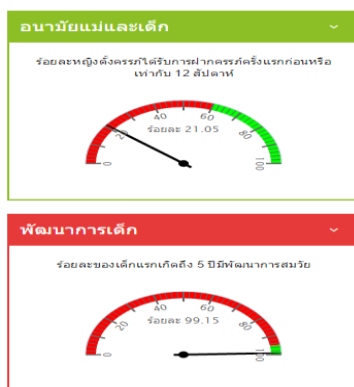 อนามัยแม่และเด็ก
ร้อยละหญิงตั้งครรภ์ได้รับการฝากครรภ์ครั้งแรกก่อนหรือ
เท่ากับ 12 สัปดาห์
0 20 40 60 80 100
ร้อยละ 21.05
พัฒนาการเด็ก
ร้อยละของเด็กแรกเกิดถึง 5 ปีมีพัฒนาการสมวัย
0 20 40 60 80 100
ร้อยละ 99.15